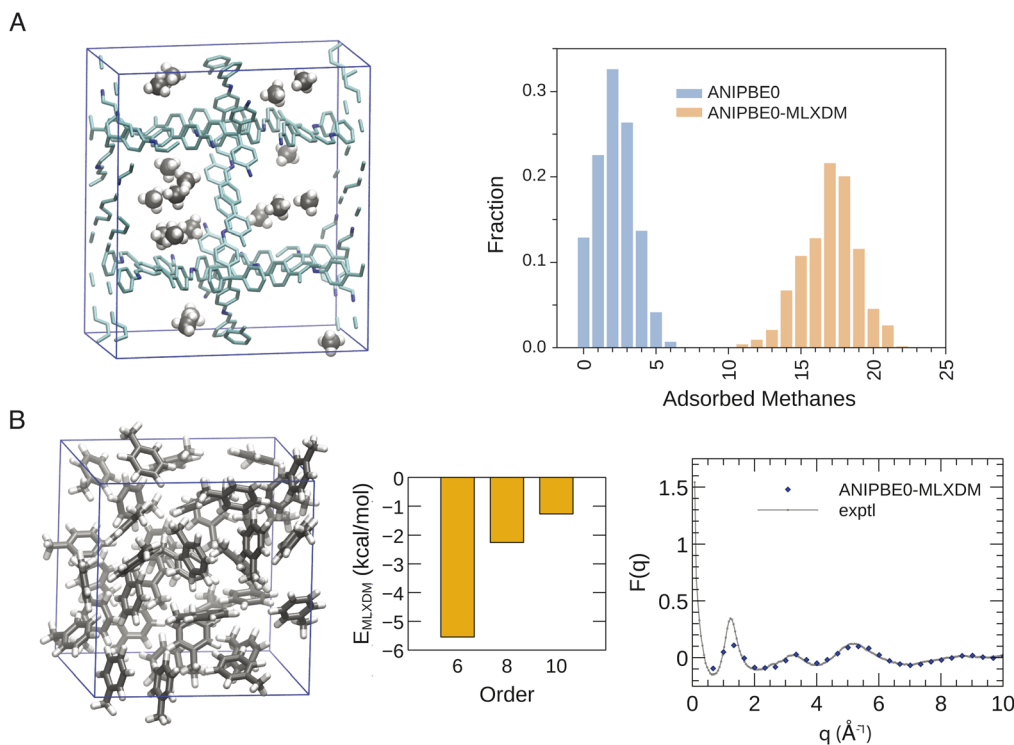 A
ANIPBE0
ANIPBE0-MLXDM
Fraction
0.3
0.2
0.1
0.0
0 5 10 15 20 25
Adsorbed Methanes
B
E_MLXDM (kcal/mol)
0
−1
−2
−3
−4
−5
−6
6 8 10
Order
F(q)
1.5
1
0.5
0
ANIPBE0-MLXDM
exptl
0 2 4 6 8 10
q (Å⁻¹)